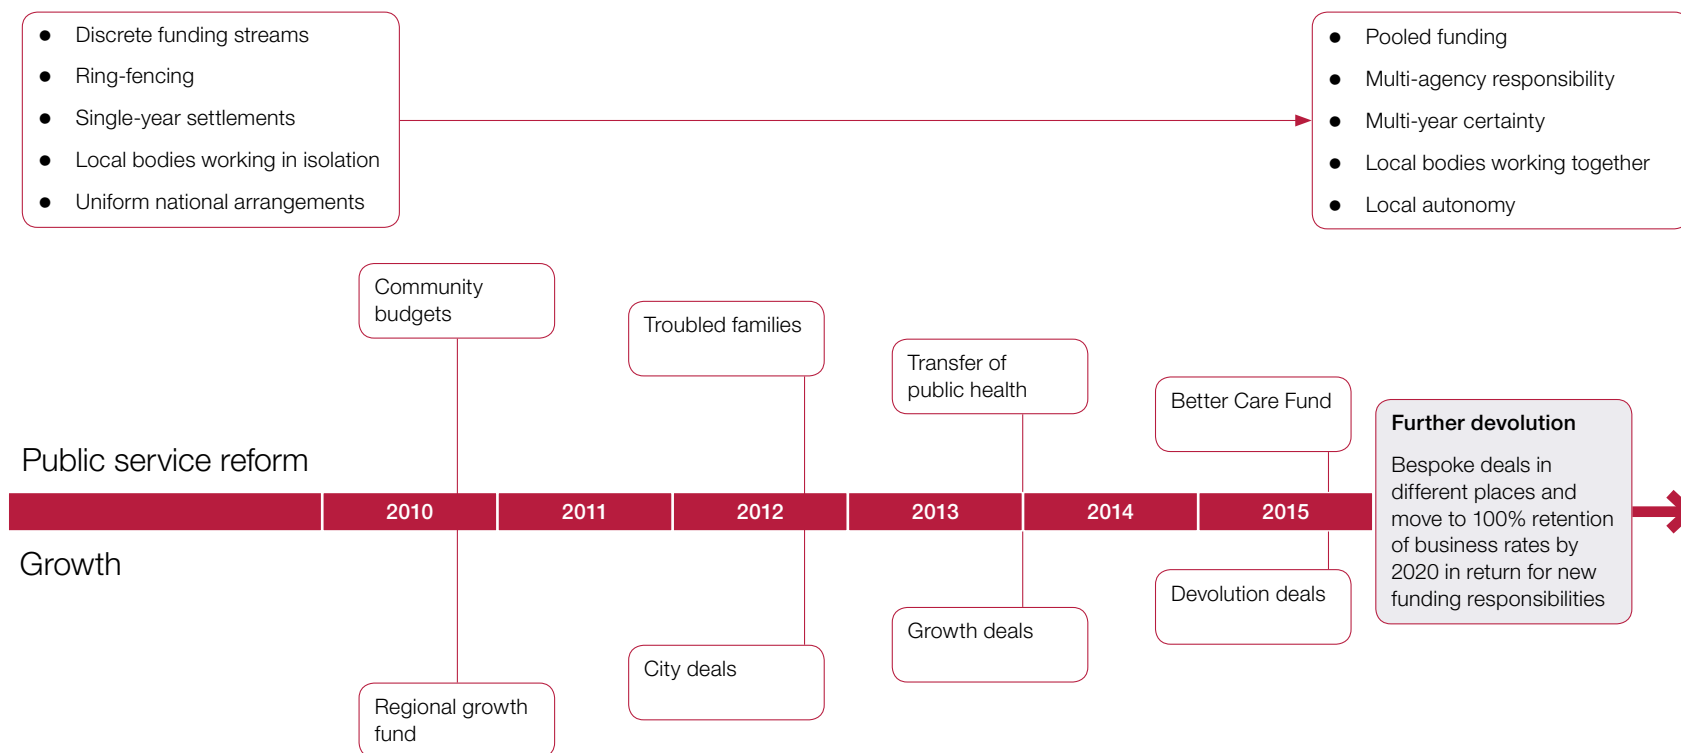 Discrete funding streams
Ring-fencing
Single-year settlements
Local bodies working in isolation
Uniform national arrangements
Pooled funding
Multi-agency responsibility
Multi-year certainty
Local bodies working together
Local autonomy
Community
budgets
Troubled families
Transfer of
public health
Better Care Fund
Public service reform
2010
2011
2012
2013
2014
2015
Growth
Regional growth
fund
City deals
Growth deals
Devolution deals
Further devolution
Bespoke deals in
different places and
move to 100% retention
of business rates by
2020 in return for new
funding responsibilities